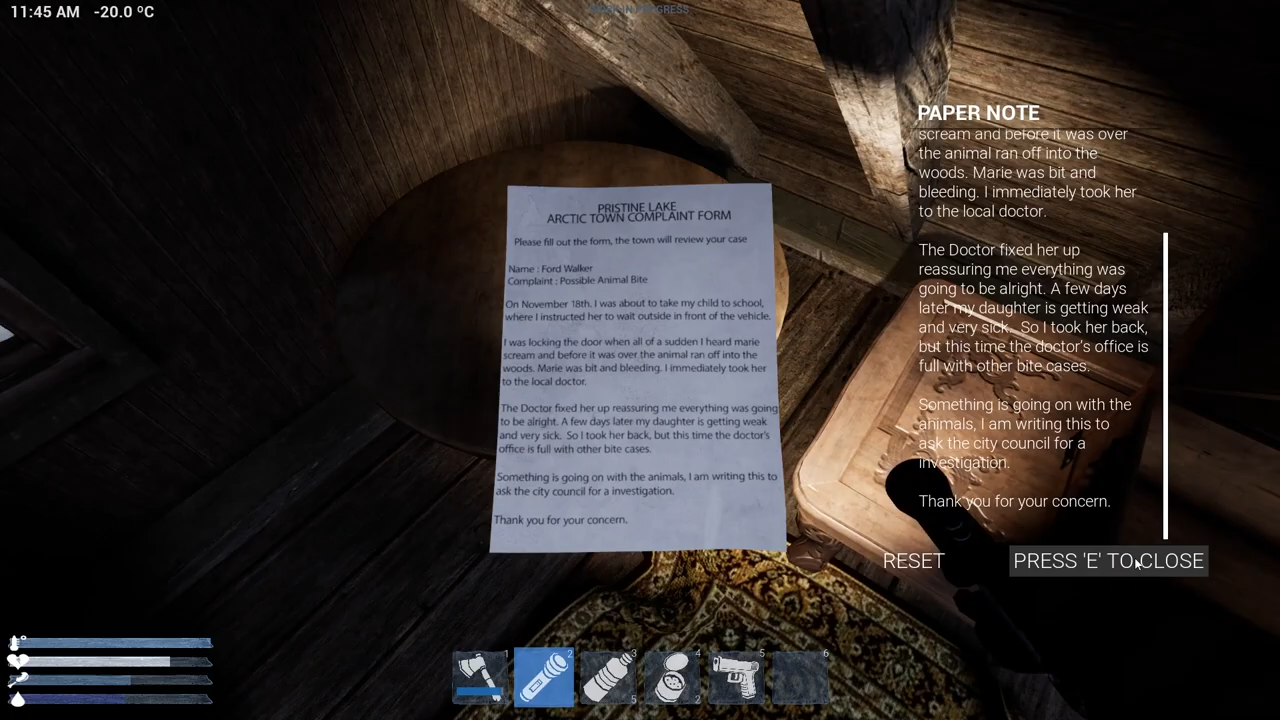 11:45 AM -20.0 ºC
PRISTINE LAKE
ARCTIC TOWN COMPLAINT FORM
Please fill out the form, the town will review your case
Name : Ford Walker
Complaint : Possible Animal Bite
On November 18th. I was about to take my child to school,
where I instructed her to wait outside in front of the vehicle.
I was locking the door when all of a sudden I heard marie
scream and before it was over the animal ran off into the
woods. Marie was bit and bleeding. I immediately took her
to the local doctor.
The Doctor fixed her up reassuring me everything was going
to be alright. A few days later my daughter is getting weak
and very sick.  So I took her back, but this time the doctor's
office is full with other bite cases.
Something is going on with the animals, I am writing this to
ask the city council for a investigation.
Thank you for your concern.
PAPER NOTE
scream and before it was over
the animal ran off into the
woods. Marie was bit and
bleeding. I immediately took her
to the local doctor.
The Doctor fixed her up
reassuring me everything was
going to be alright. A few days
later my daughter is getting weak
and very sick.  So I took her back,
but this time the doctor's office is
full with other bite cases.
Something is going on with the
animals, I am writing this to
ask the city council for a
investigation.
Thank you for your concern.
RESET PRESS 'E' TO CLOSE
1 2 3 4 5 6
5 2